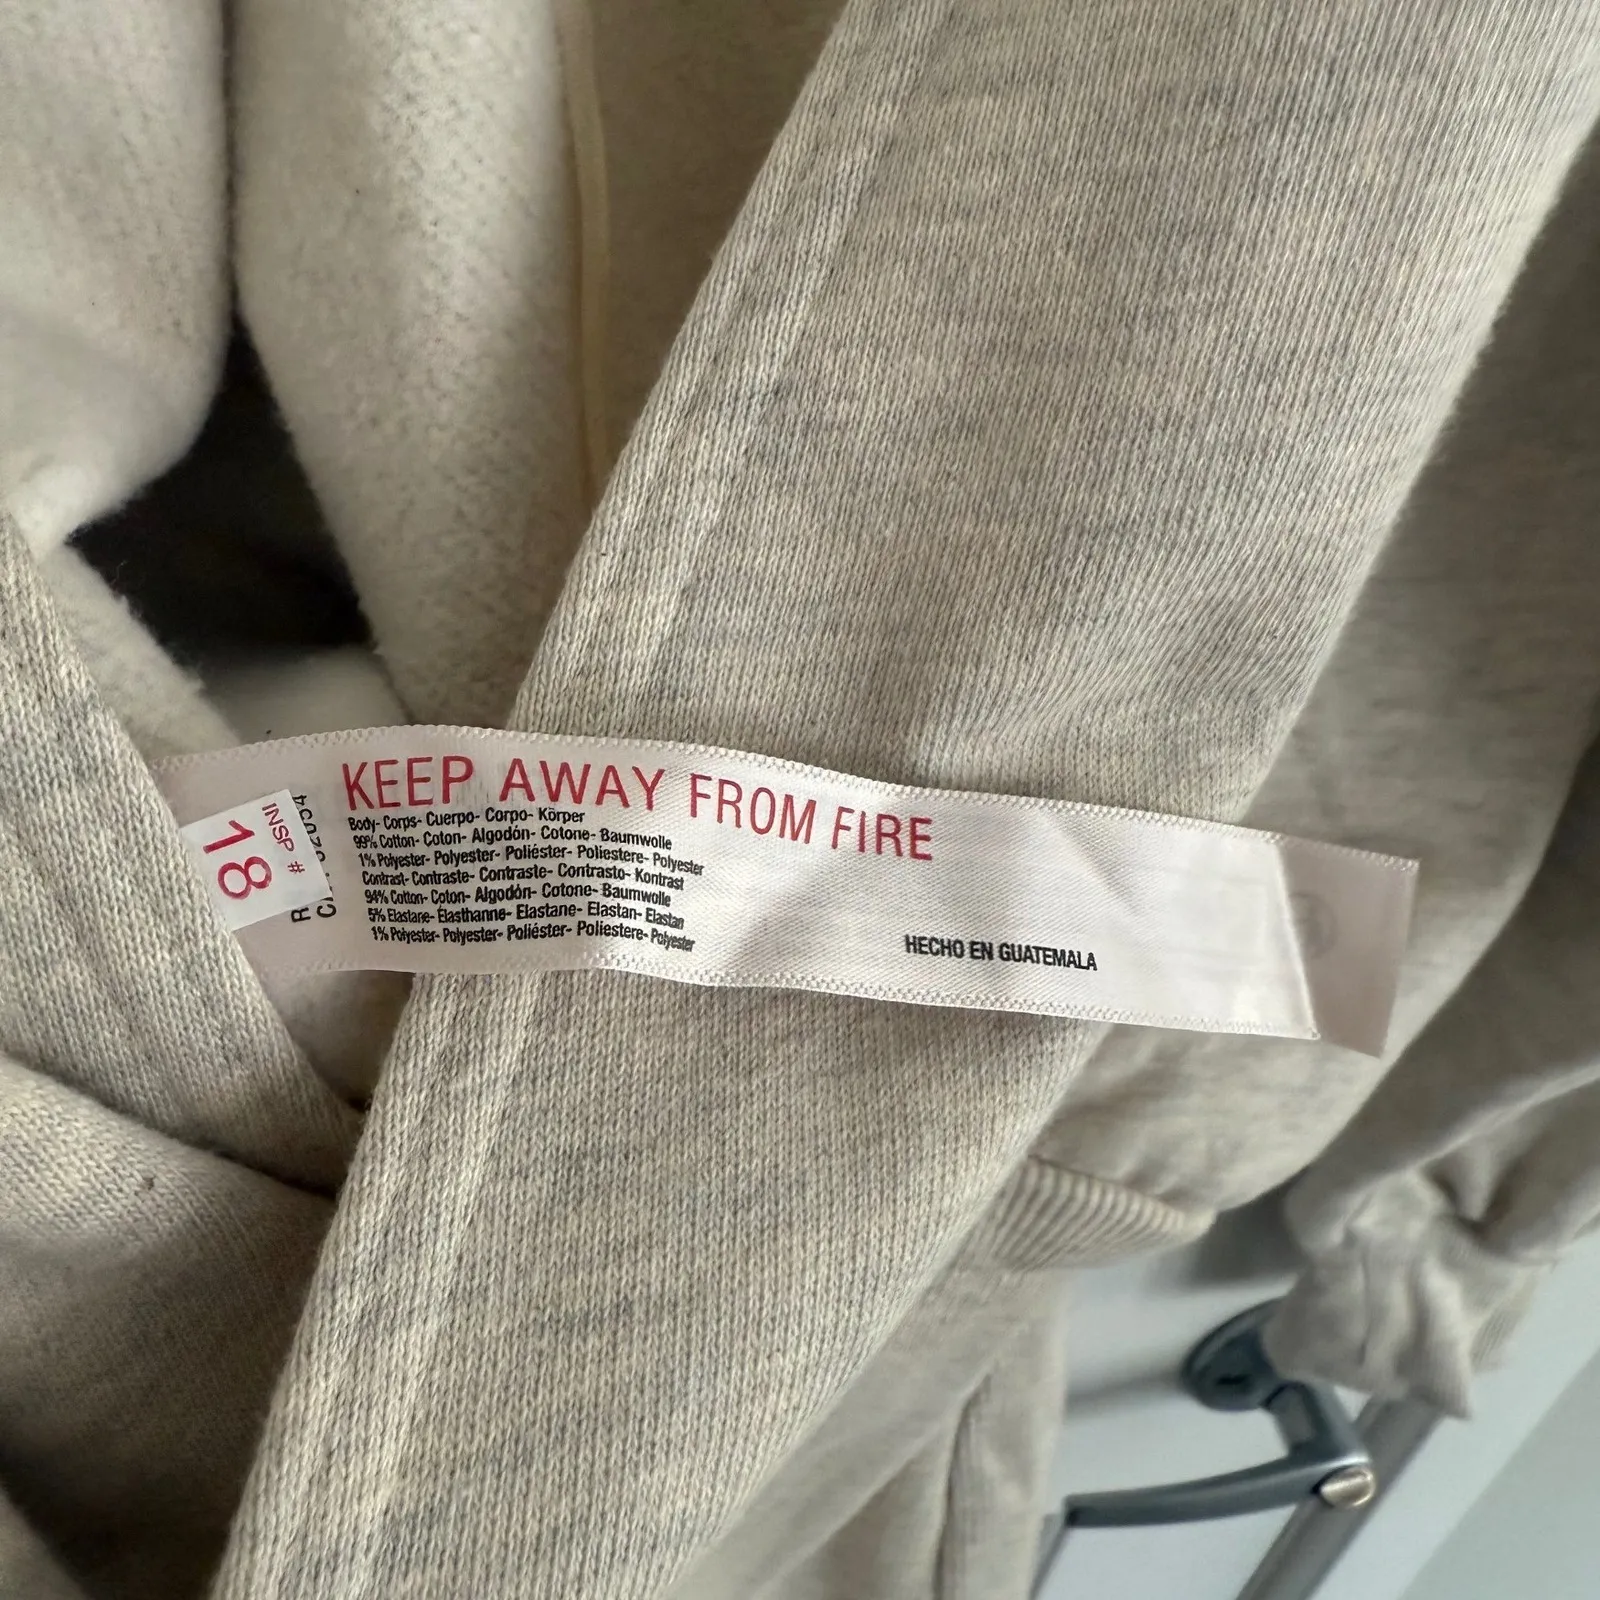 KEEP AWAY FROM FIRE
Body- Corps- Cuerpo- Corpo- Körper
99% Cotton- Coton- Algodón- Cotone- Baumwolle
1% Polyester- Polyester- Poliéster- Poliestere- Polyester
Contrast- Contraste- Contraste- Contrasto- Kontrast
94% Cotton- Coton- Algodón- Cotone- Baumwolle
5% Elastane- Élasthanne- Elastane- Elastan- Elastan
1% Polyester- Polyester- Poliéster- Poliestere- Polyester
HECHO EN GUATEMALA
INSP #
18